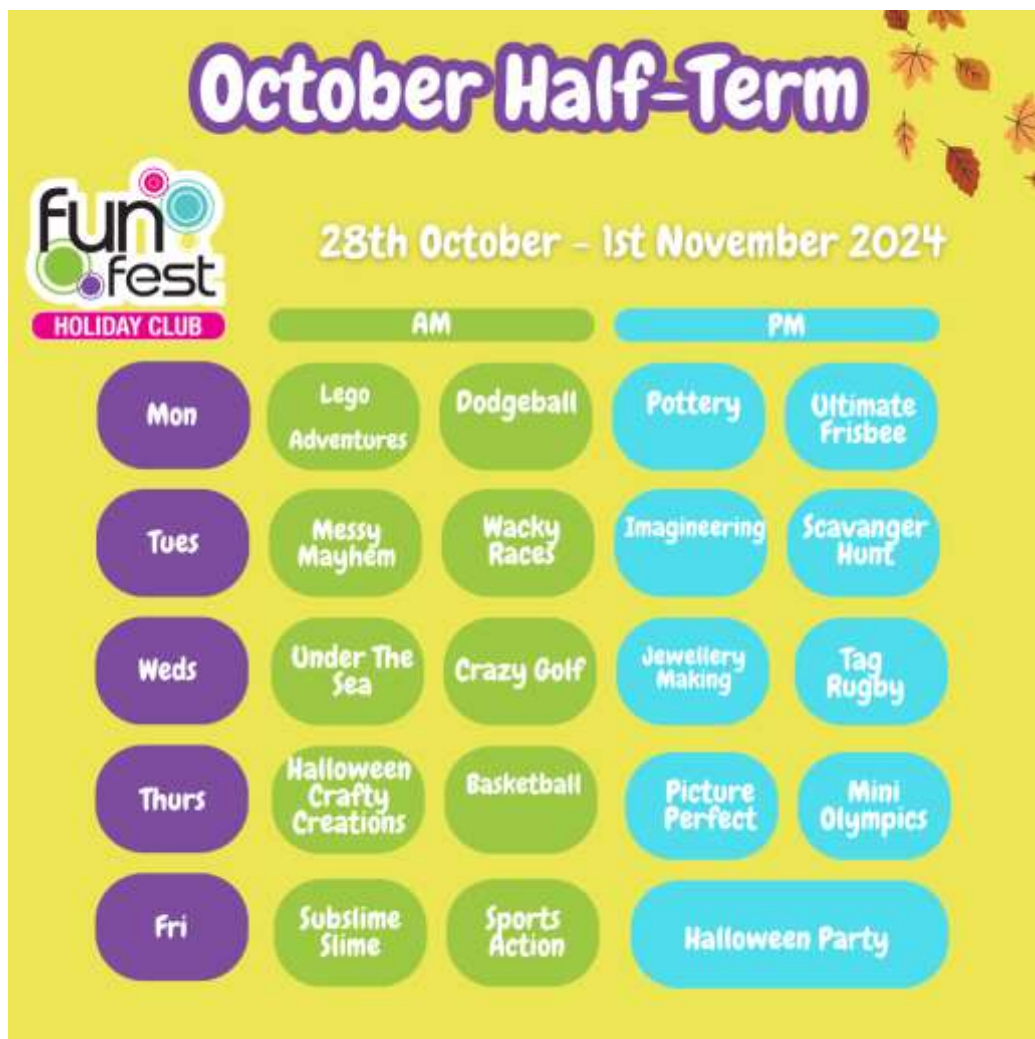 October Half-Term
fun
fest
HOLIDAY CLUB
28th October - 1st November 2024
AM
PM
Mon
Lego
Adventures
Dodgeball
Pottery
Ultimate
Frisbee
Tues
Messy
Mayhem
Wacky
Races
Imagineering
Scavanger
Hunt
Weds
Under The
Sea
Crazy Golf
Jewellery
Making
Tag
Rugby
Thurs
Halloween
Crafty
Creations
Basketball
Picture
Perfect
Mini
Olympics
Fri
Subslime
Slime
Sports
Action
Halloween Party